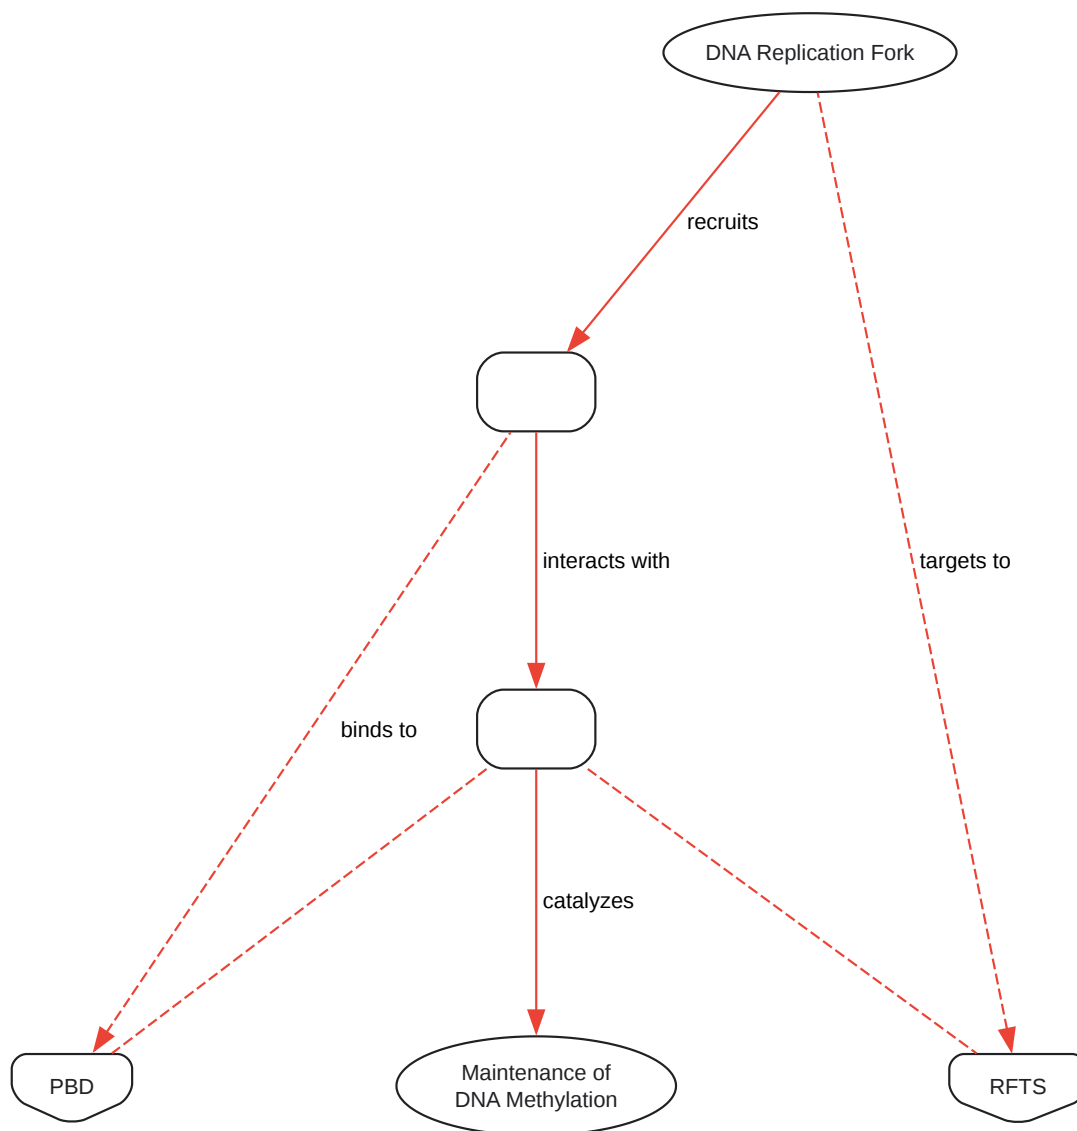 DNA Replication Fork
recruits
interacts with
targets to
binds to
catalyzes
PBD
Maintenance of
DNA Methylation
RFTS